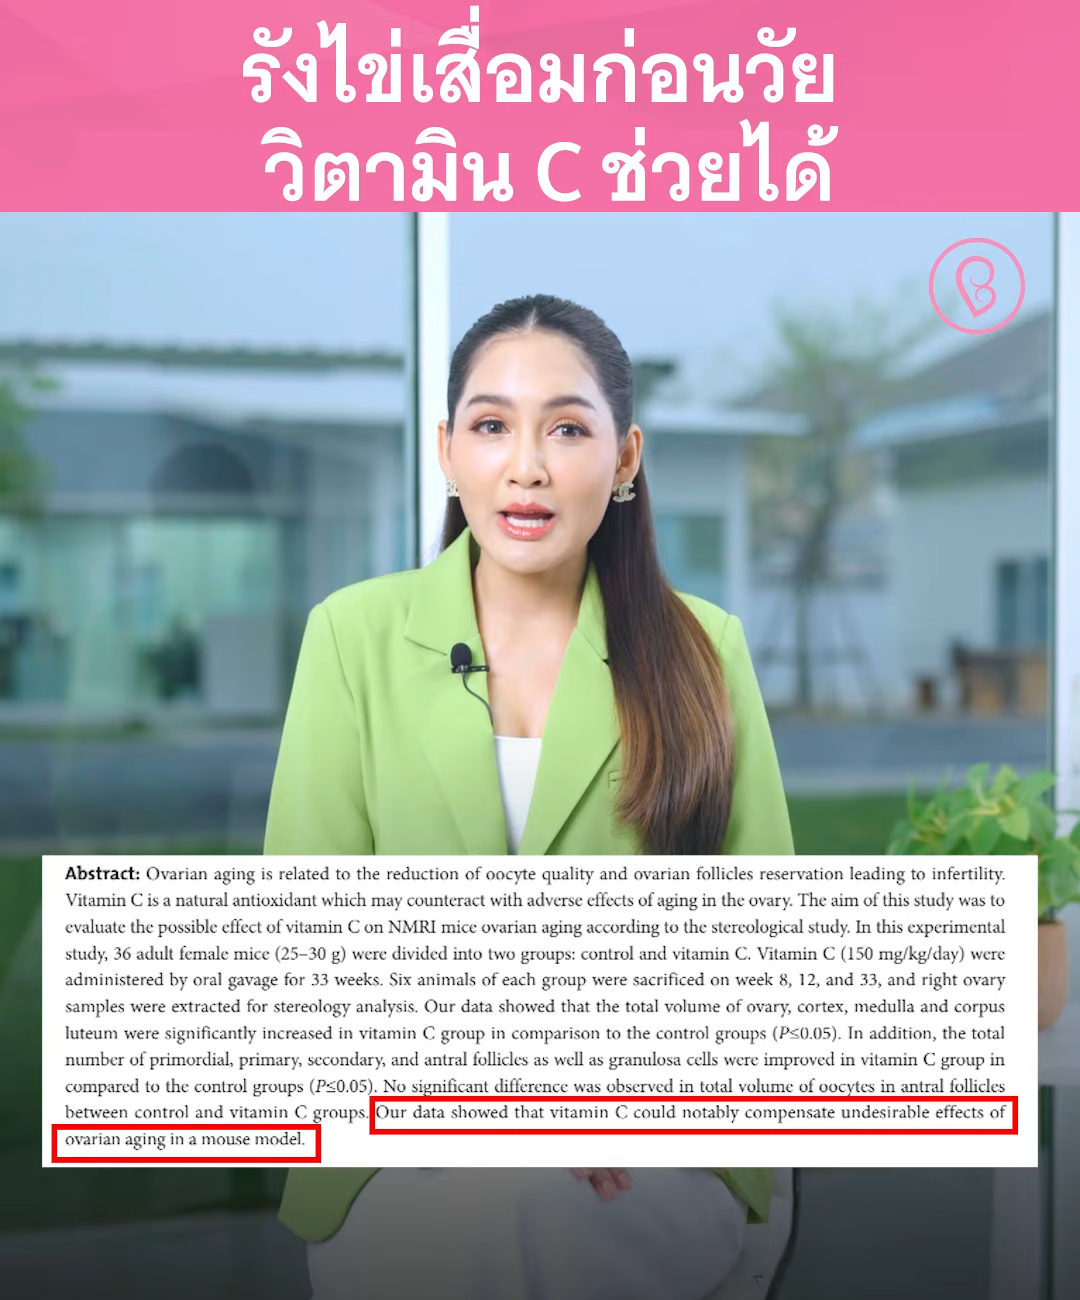 รังไข่เสื่อมก่อนวัย
วิตามิน C ช่วยได้
Abstract: Ovarian aging is related to the reduction of oocyte quality and ovarian follicles reservation leading to infertility.
Vitamin C is a natural antioxidant which may counteract with adverse effects of aging in the ovary. The aim of this study was to
evaluate the possible effect of vitamin C on NMRI mice ovarian aging according to the stereological study. In this experimental
study, 36 adult female mice (25–30 g) were divided into two groups: control and vitamin C. Vitamin C (150 mg/kg/day) were
administered by oral gavage for 33 weeks. Six animals of each group were sacrificed on week 8, 12, and 33, and right ovary
samples were extracted for stereology analysis. Our data showed that the total volume of ovary, cortex, medulla and corpus
luteum were significantly increased in vitamin C group in comparison to the control groups (P≤0.05). In addition, the total
number of primordial, primary, secondary, and antral follicles as well as granulosa cells were improved in vitamin C group in
compared to the control groups (P≤0.05). No significant difference was observed in total volume of oocytes in antral follicles
between control and vitamin C groups. Our data showed that vitamin C could notably compensate undesirable effects of
ovarian aging in a mouse model.